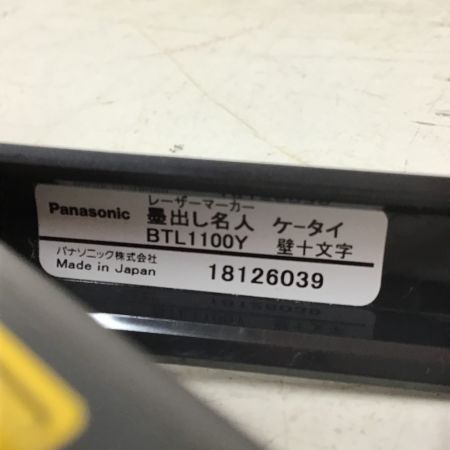 Panasonic
レーザーマーカー
墨出し名人 ケータイ
BTL1100Y 壁十文字
パナソニック株式会社
Made in Japan
18126039